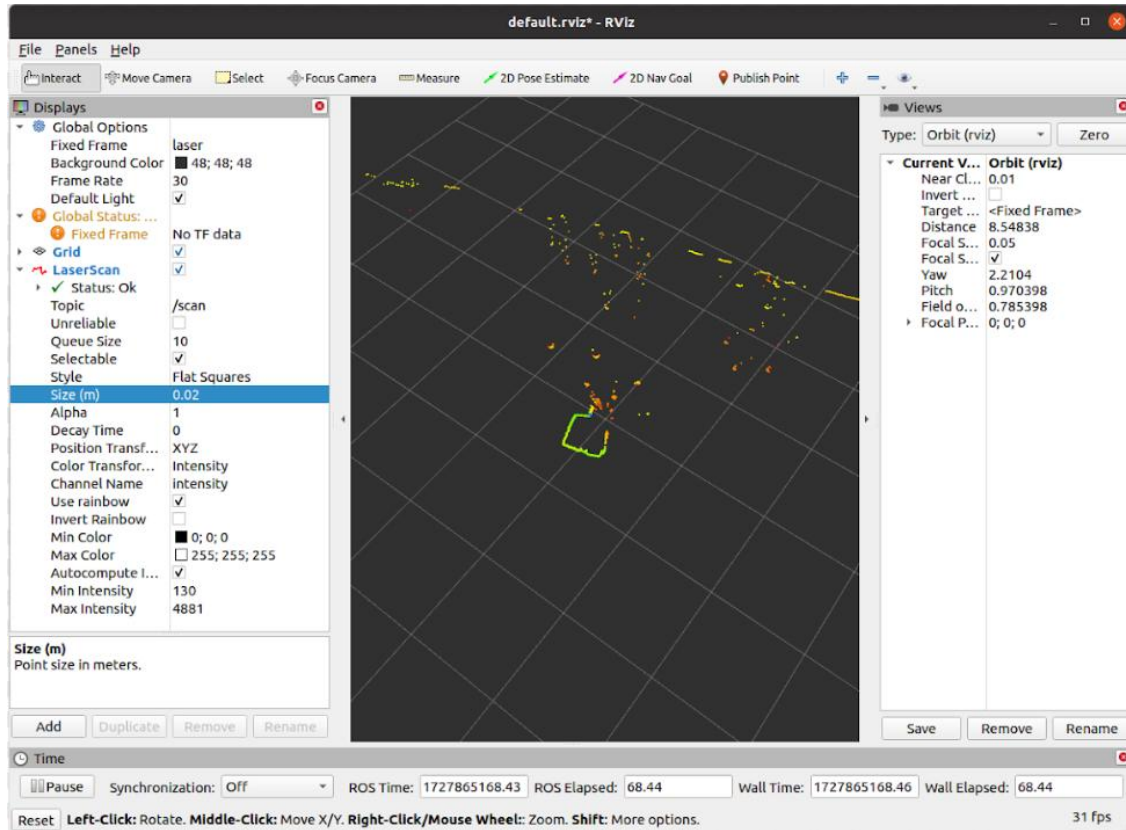 default.rviz* - RViz
File Panels Help
Interact Move Camera Select Focus Camera Measure 2D Pose Estimate 2D Nav Goal Publish Point
Displays
Global Options
Fixed Frame laser
Background Color 48; 48; 48
Frame Rate 30
Default Light
Global Status: ...
Fixed Frame No TF data
Grid
LaserScan
Status: Ok
Topic /scan
Unreliable
Queue Size 10
Selectable
Style Flat Squares
Size (m) 0.02
Alpha 1
Decay Time 0
Position Transf... XYZ
Color Transfor... Intensity
Channel Name intensity
Use rainbow
Invert Rainbow
Min Color 0; 0; 0
Max Color 255; 255; 255
Autocompute I...
Min Intensity 130
Max Intensity 4881
Size (m)
Point size in meters.
Add Duplicate Remove Rename
Views
Type: Orbit (rviz) Zero
Current V... Orbit (rviz)
Near Cl... 0.01
Invert ...
Target ... <Fixed Frame>
Distance 8.54838
Focal S... 0.05
Focal S...
Yaw 2.2104
Pitch 0.970398
Field o... 0.785398
Focal P... 0; 0; 0
Save Remove Rename
Time
Pause Synchronization: Off ROS Time: 1727865168.43 ROS Elapsed: 68.44 Wall Time: 1727865168.46 Wall Elapsed: 68.44
Reset Left-Click: Rotate. Middle-Click: Move X/Y. Right-Click/Mouse Wheel:: Zoom. Shift: More options. 31 fps